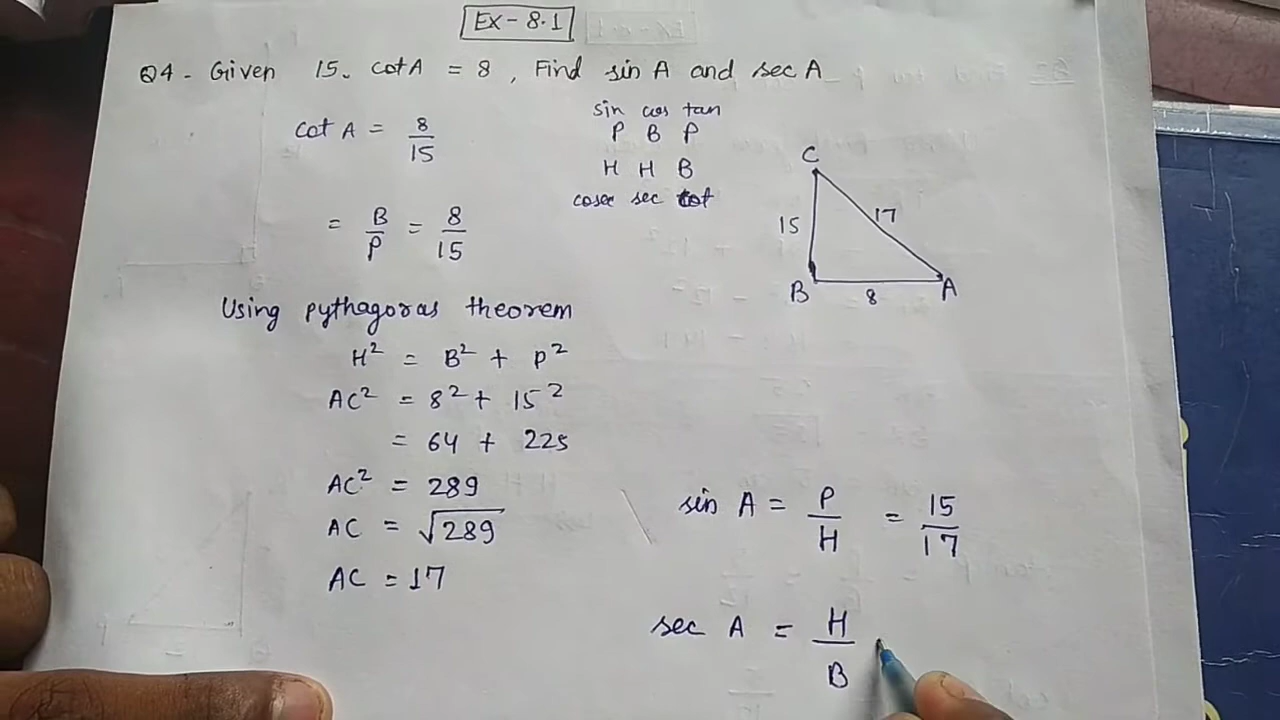 EX - 8.1
Q4 - Given 15. cot A = 8 , Find sin A and sec A
cot A = 8/15
= B/P = 8/15
sin cos tan
P B P
H H B
cosec sec cot
C
15 17
B 8 A
Using pythagoras theorem
H² = B² + P²
AC² = 8² + 15²
= 64 + 225
AC² = 289
AC = √289
AC = 17
sin A = P/H = 15/17
sec A = H/B